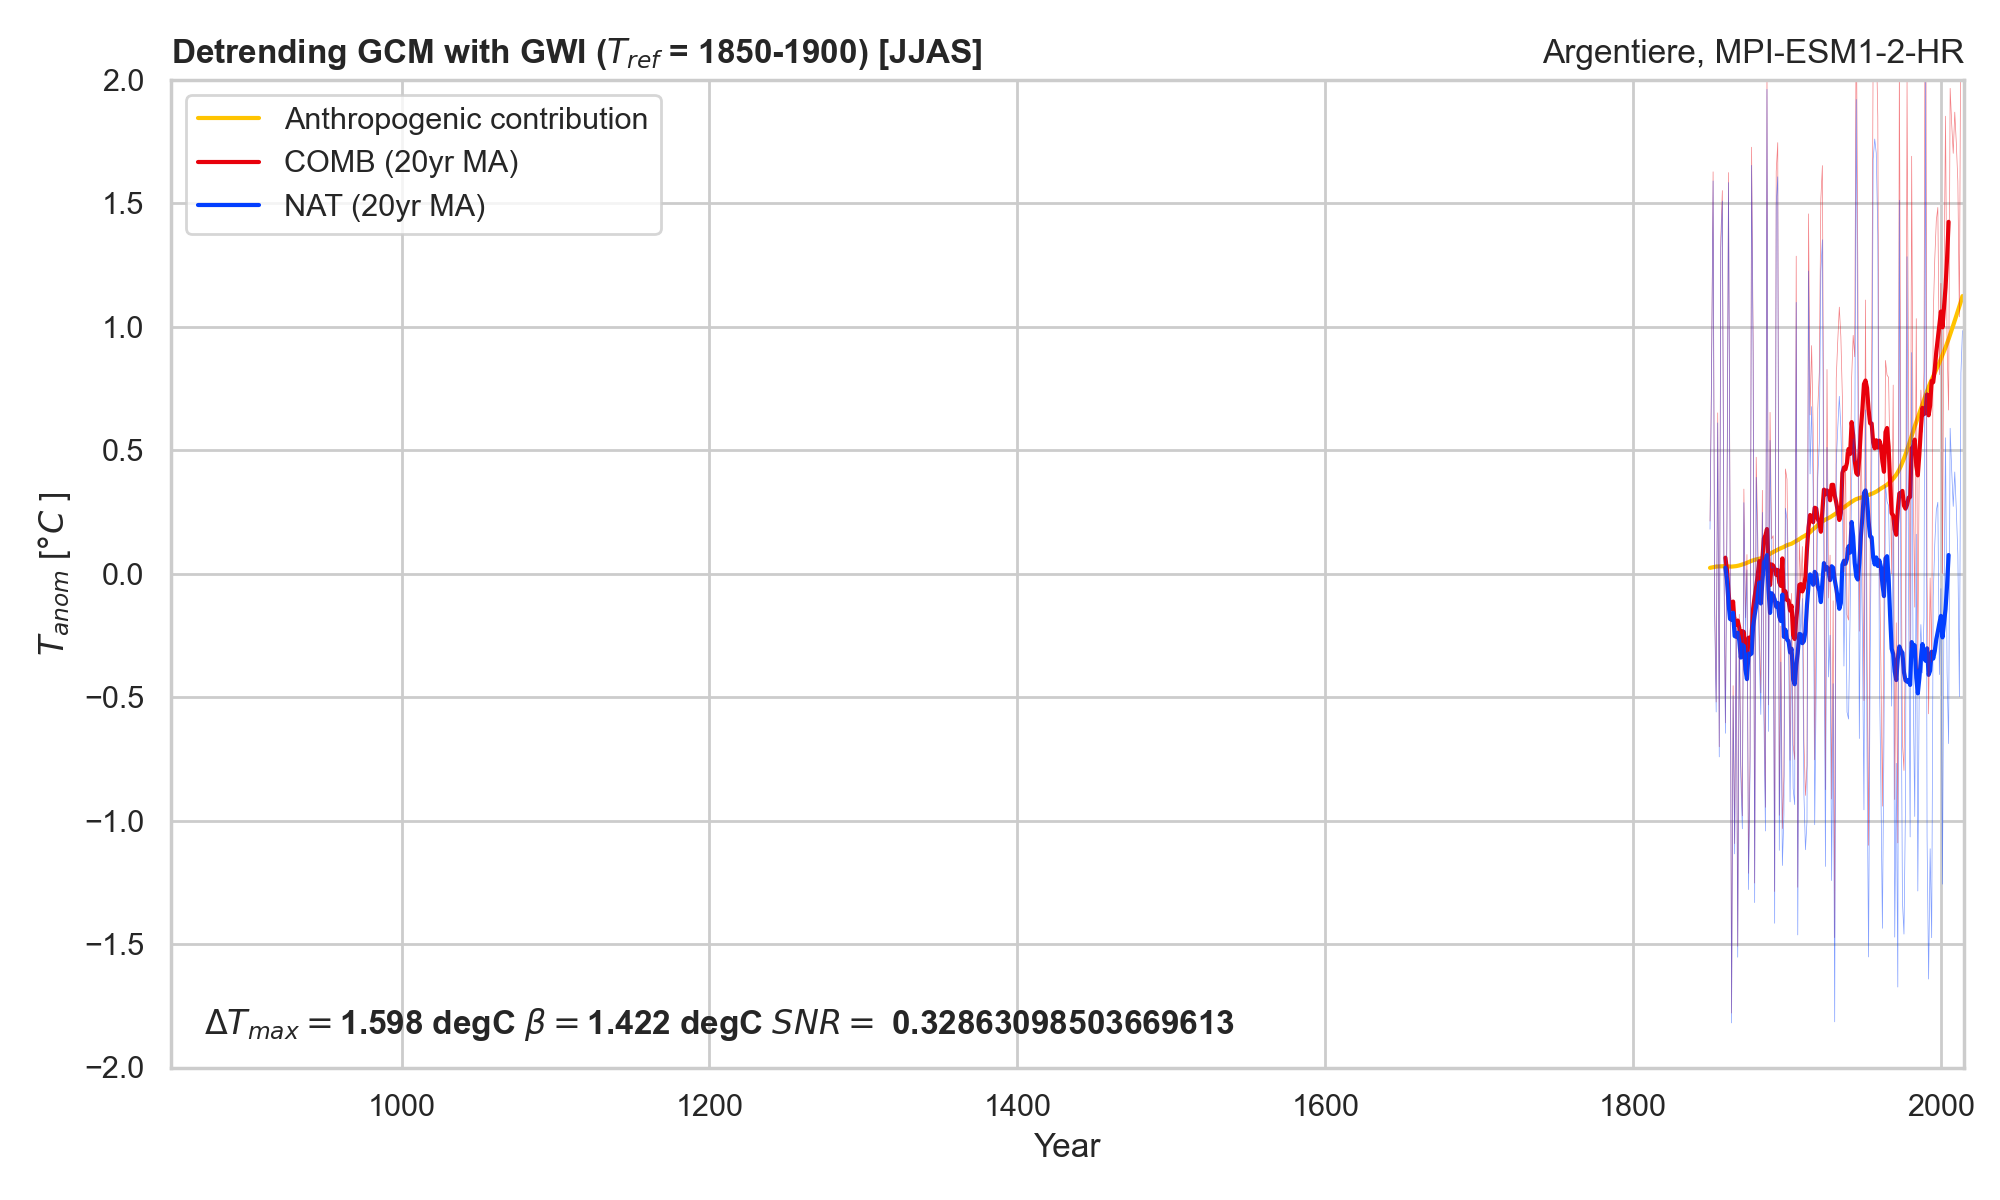 Detrending GCM with GWI (T_ref = 1850-1900) [JJAS]
Argentiere, MPI-ESM1-2-HR
Anthropogenic contribution
COMB (20yr MA)
NAT (20yr MA)
2.0
1.5
1.0
0.5
0.0
−0.5
−1.0
−1.5
−2.0
T_anom [°C ]
ΔT_max = 1.598 degC β = 1.422 degC SNR = 0.32863098503669613
1000
1200
1400
1600
1800
2000
Year